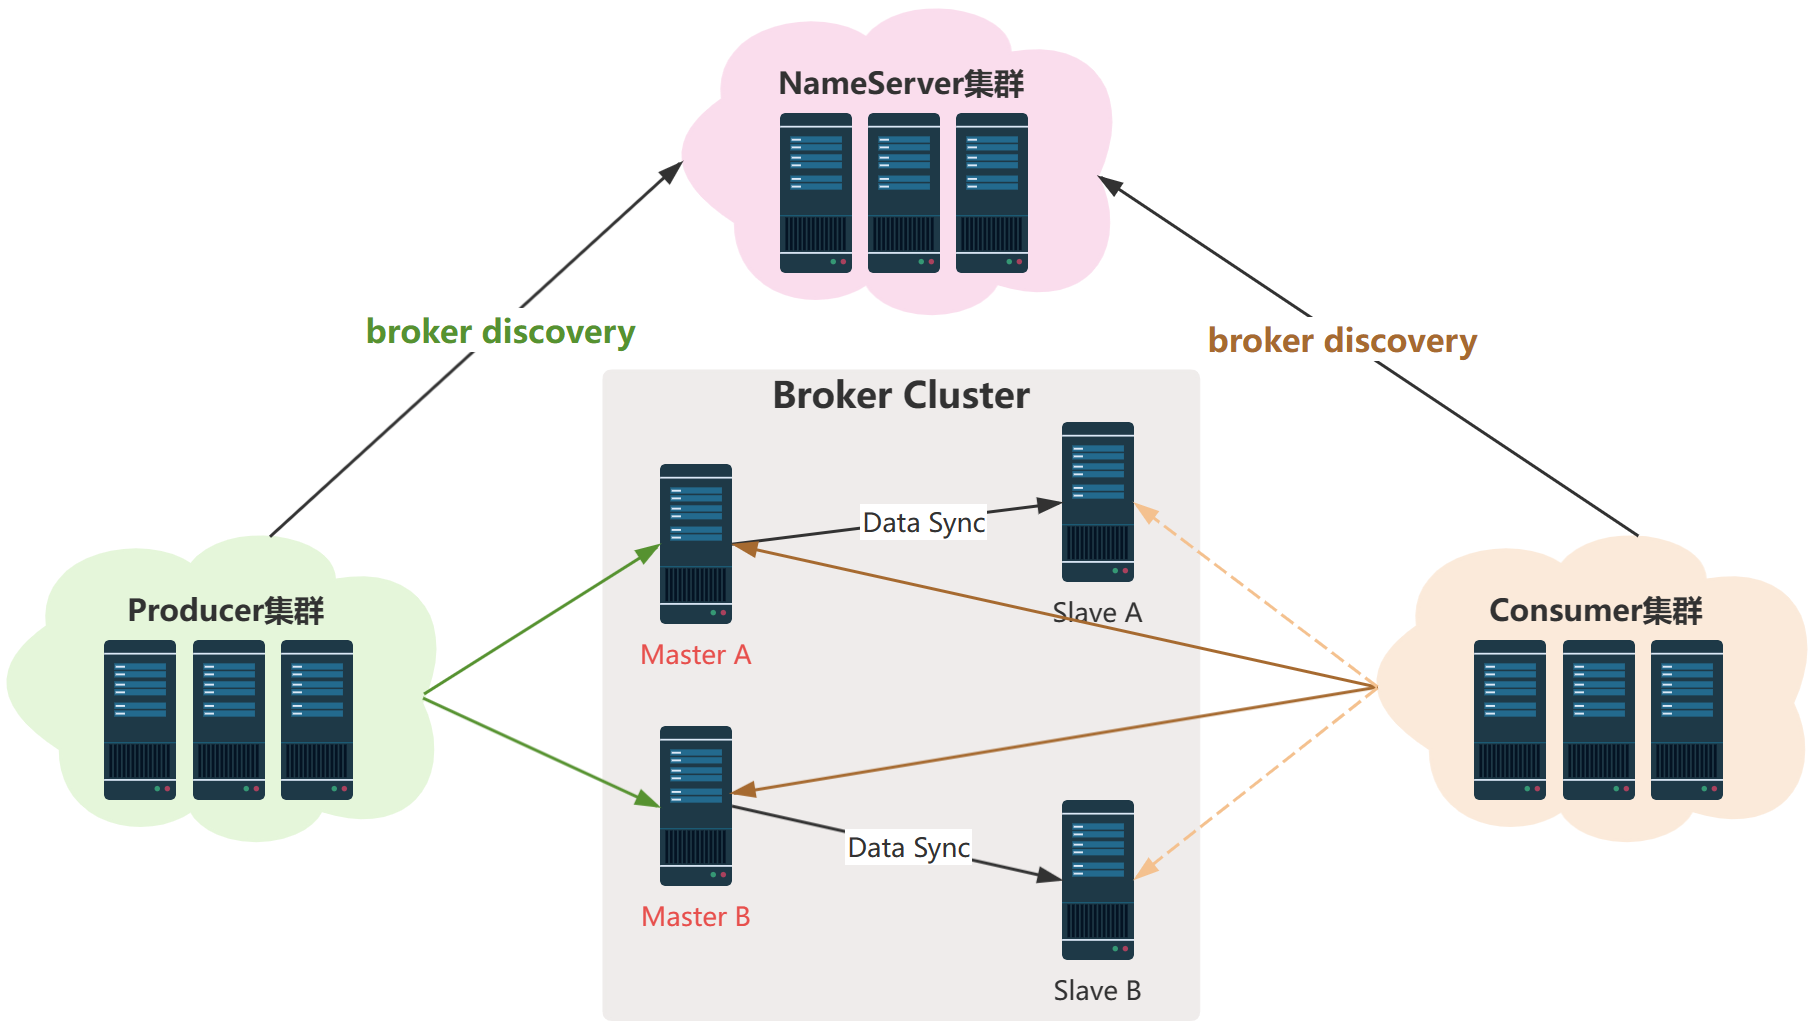 NameServer集群
broker discovery
broker discovery
Broker Cluster
Data Sync
Slave A
Producer集群
Consumer集群
Master A
Data Sync
Master B
Slave B